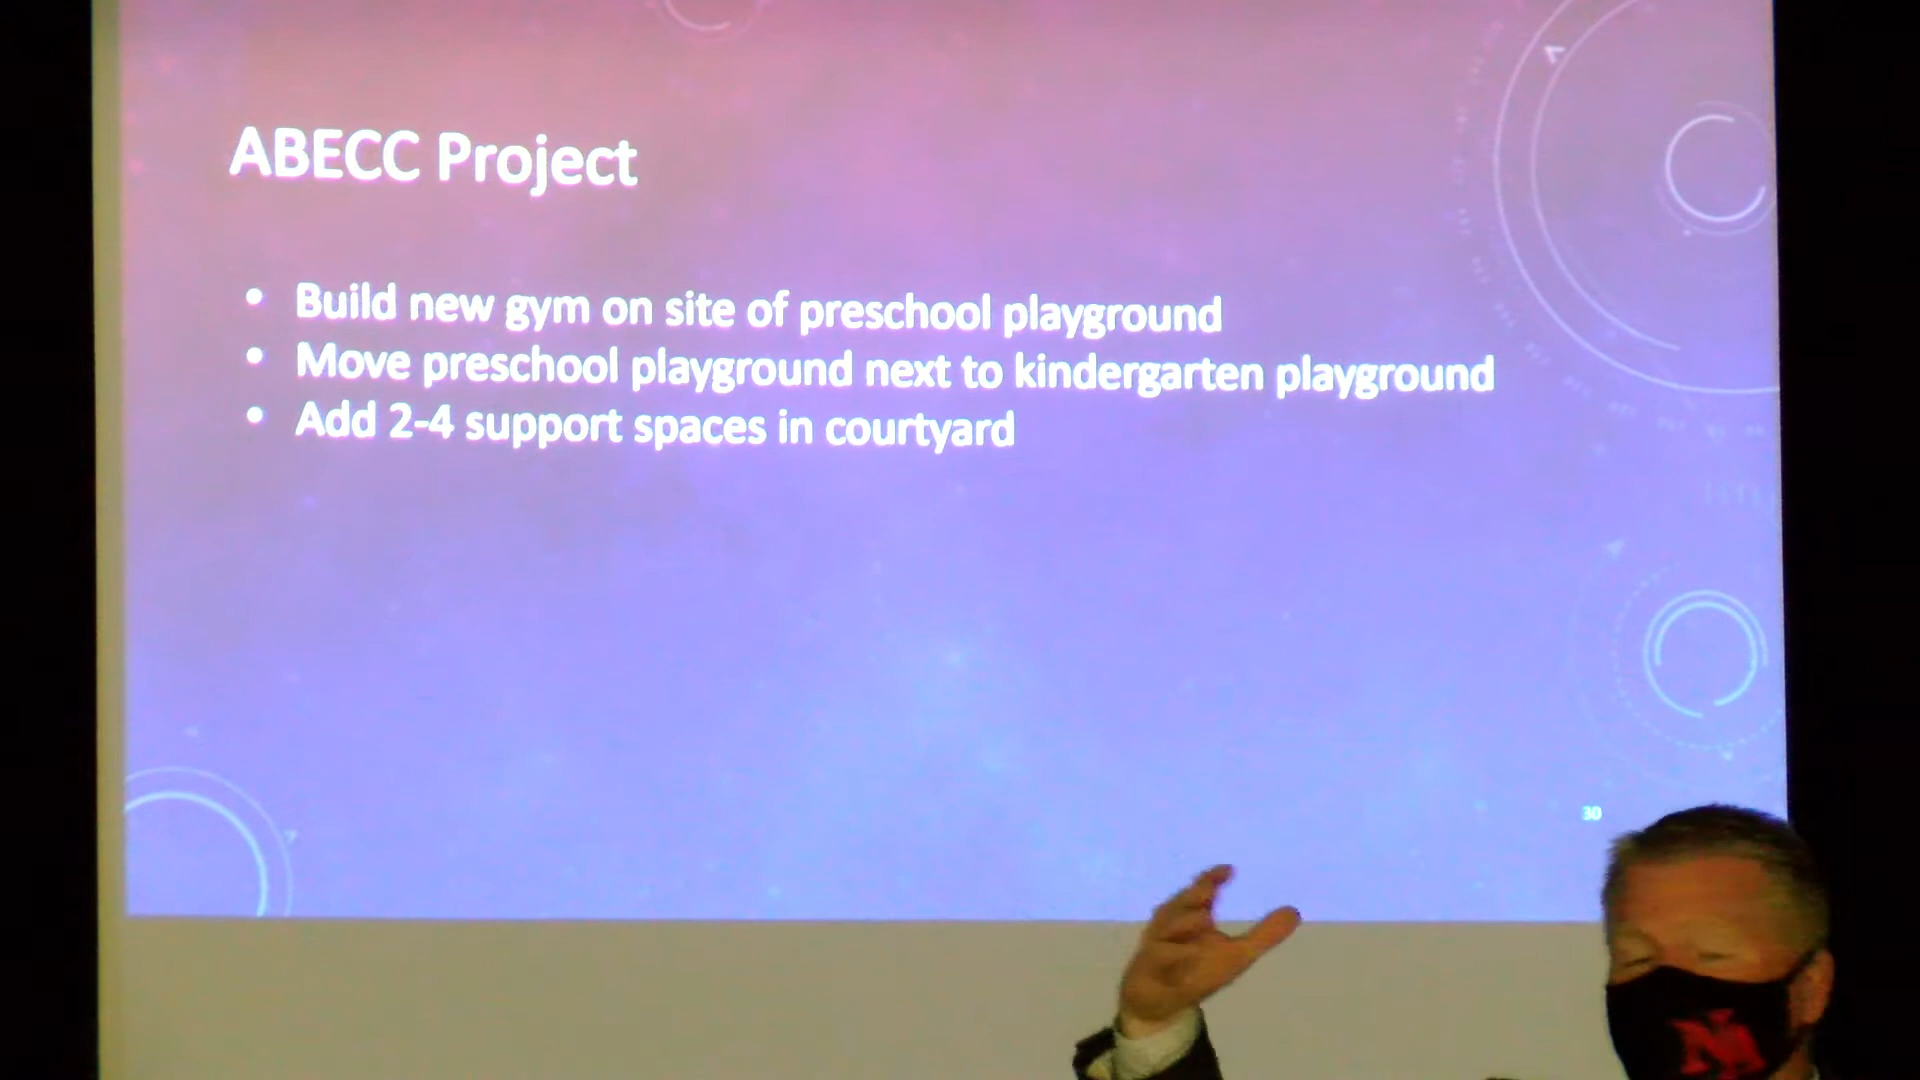 ABECC Project
• Build new gym on site of preschool playground
• Move preschool playground next to kindergarten playground
• Add 2-4 support spaces in courtyard
30